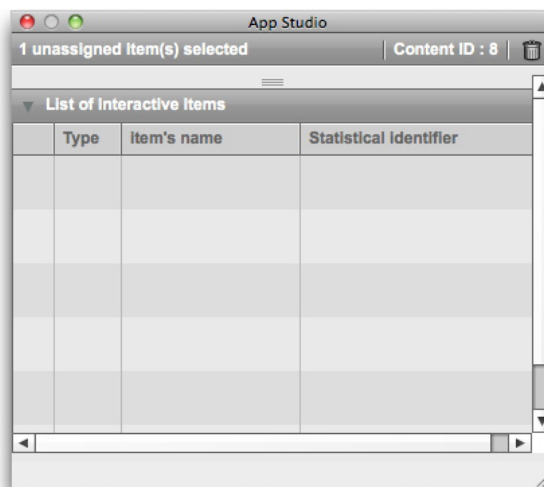 App Studio
1 unassigned item(s) selected Content ID : 8
List of Interactive Items
Type Item's name Statistical identifier